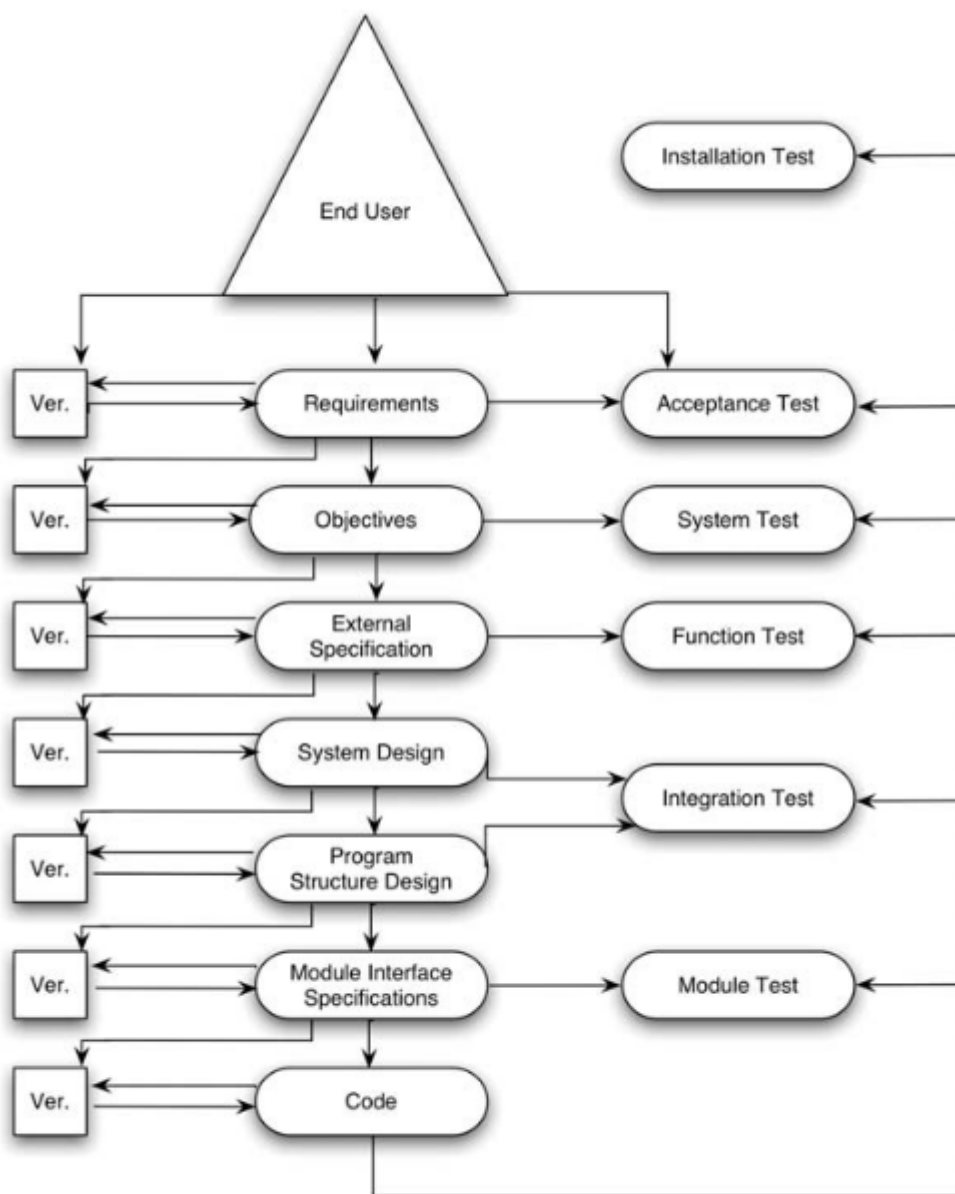 End User
Installation Test
Ver.
Requirements
Acceptance Test
Ver.
Objectives
System Test
Ver.
External
Specification
Function Test
Ver.
System Design
Integration Test
Ver.
Program
Structure Design
Ver.
Module Interface
Specifications
Module Test
Ver.
Code